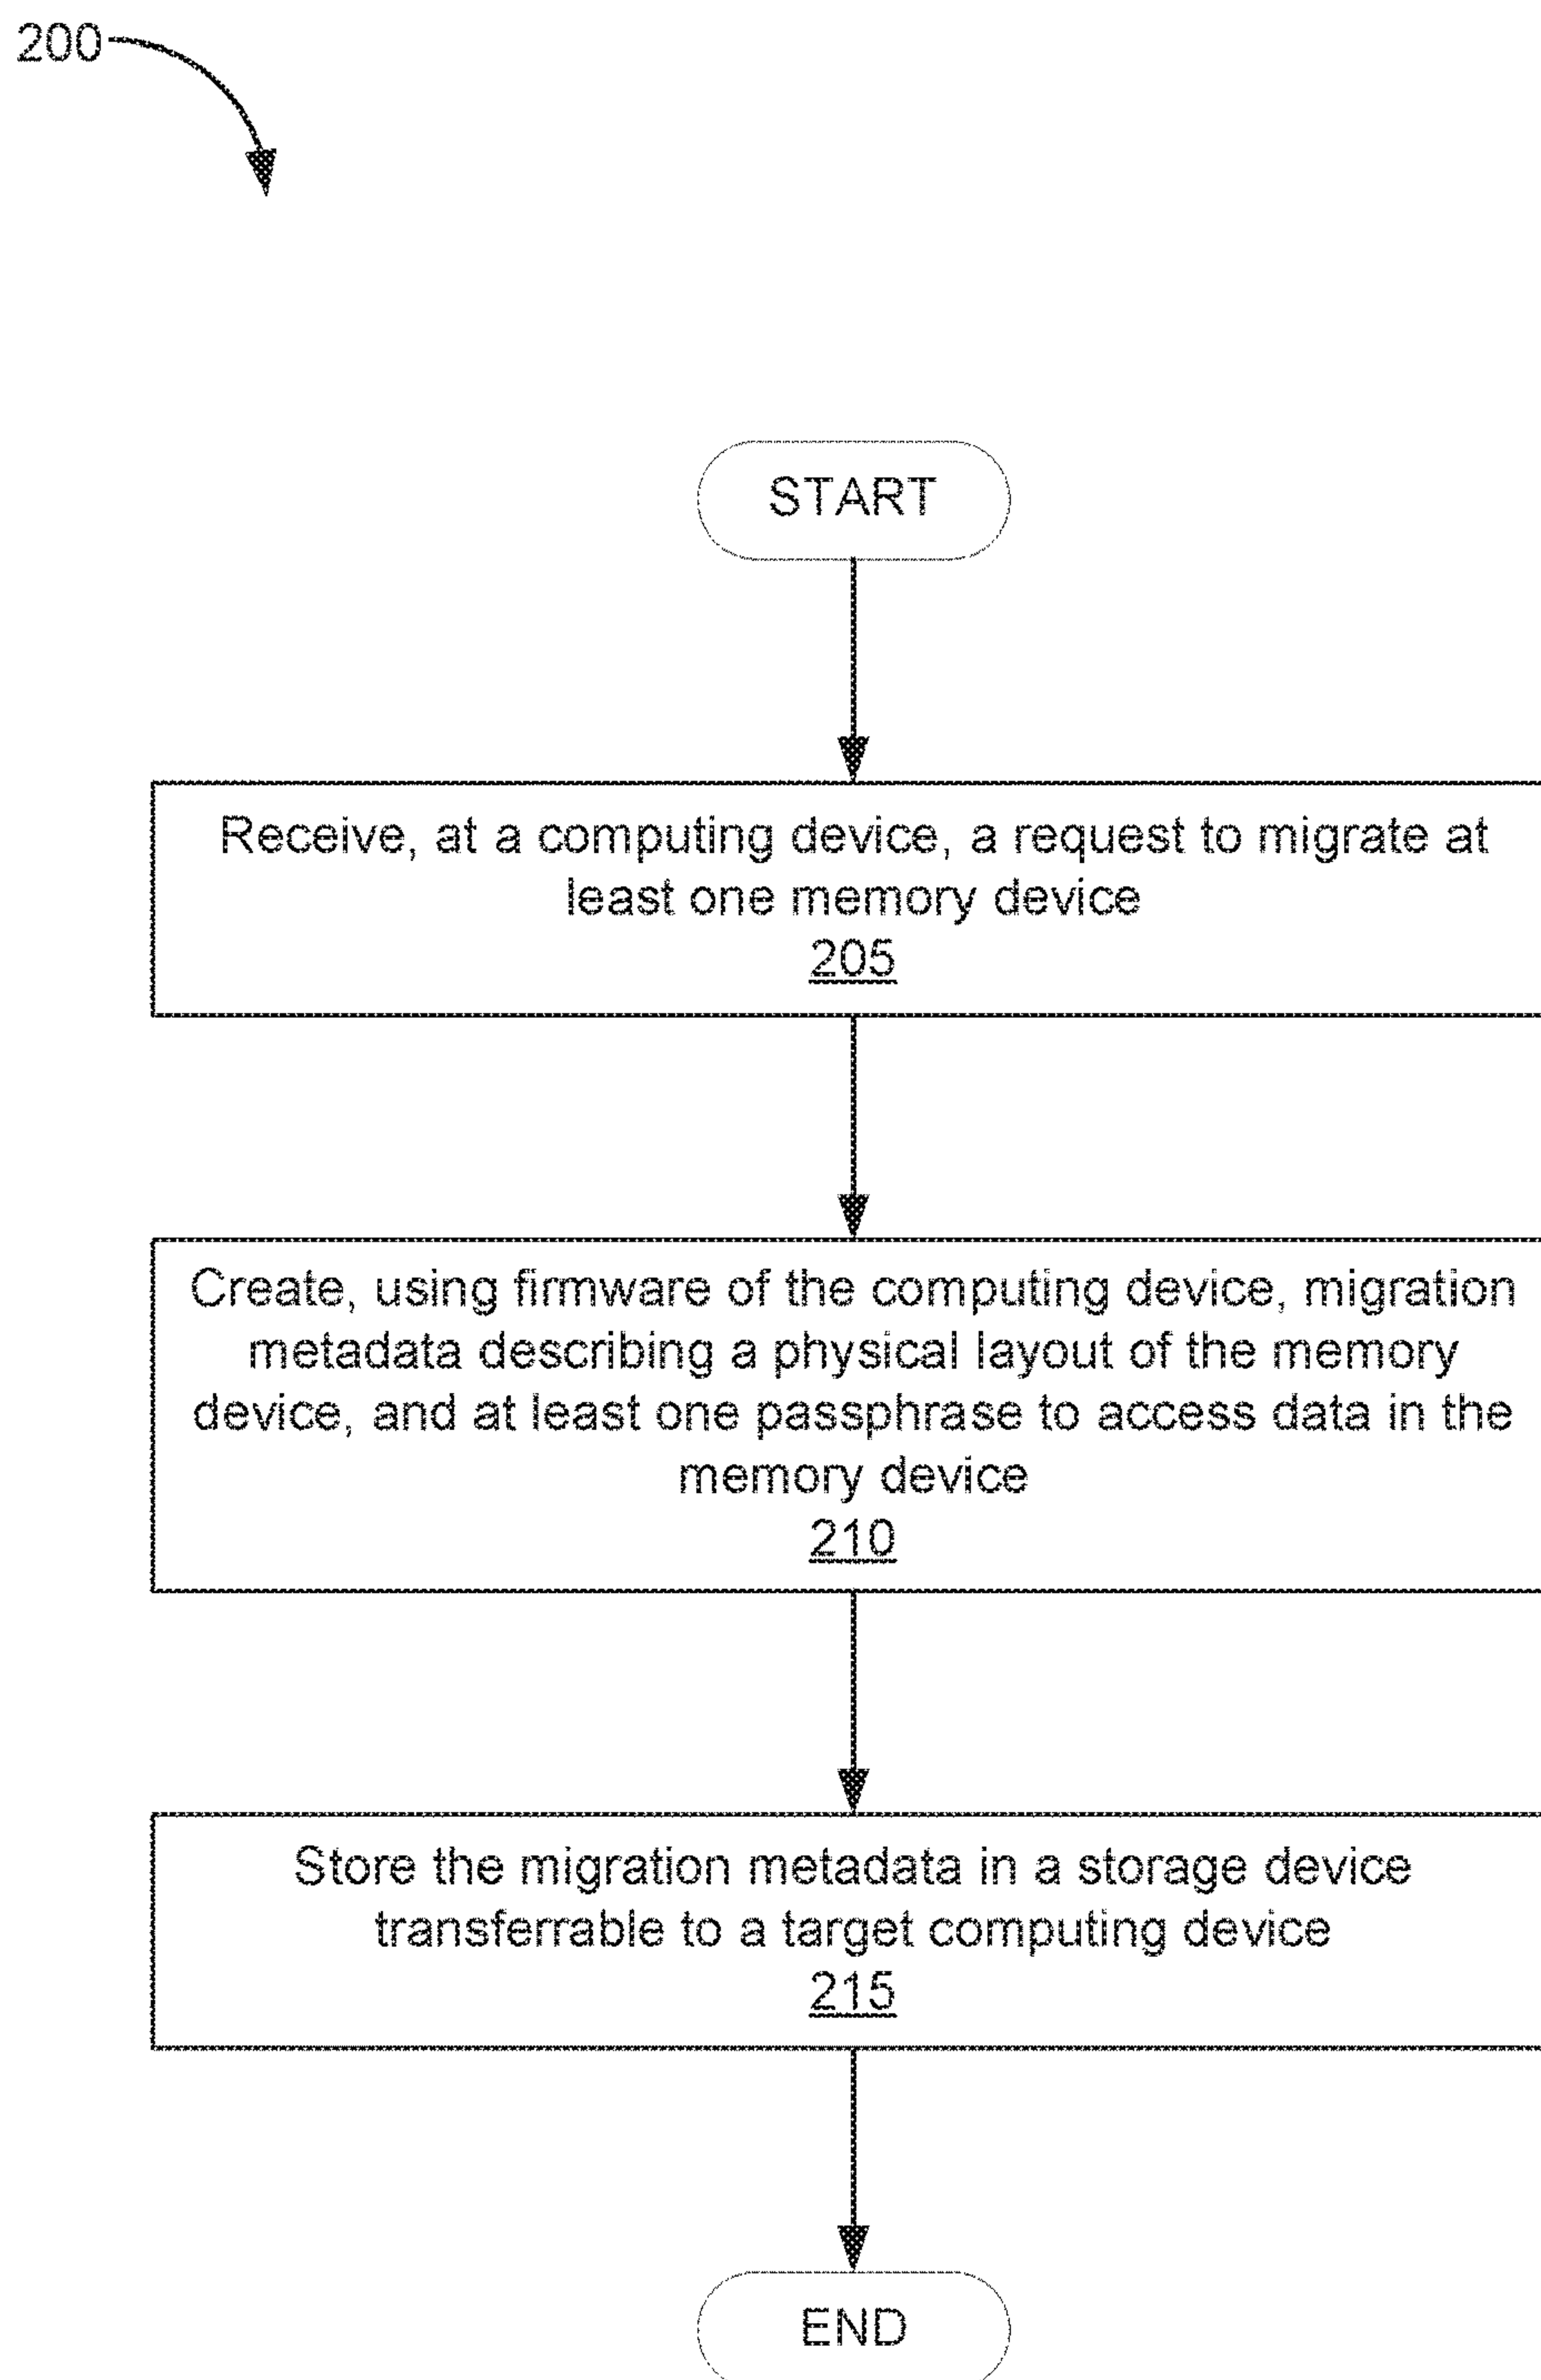 200
START
Receive, at a computing device, a request to migrate at
least one memory device
205
Create, using firmware of the computing device, migration
metadata describing a physical layout of the memory
device, and at least one passphrase to access data in the
memory device
210
Store the migration metadata in a storage device
transferrable to a target computing device
215
END